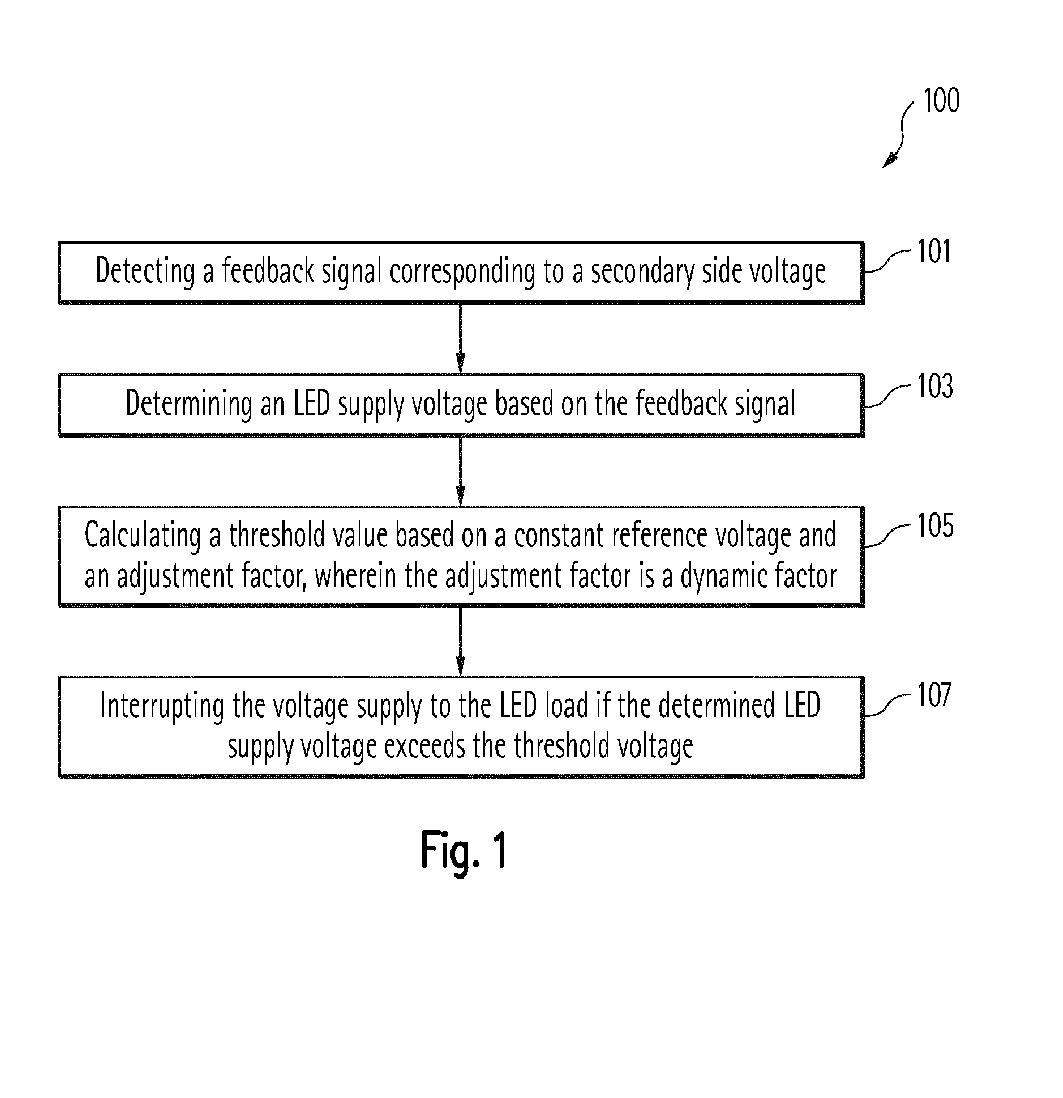 100
Detecting a feedback signal corresponding to a secondary side voltage
101
Determining an LED supply voltage based on the feedback signal
103
Calculating a threshold value based on a constant reference voltage and
an adjustment factor, wherein the adjustment factor is a dynamic factor
105
Interrupting the voltage supply to the LED load if the determined LED
supply voltage exceeds the threshold voltage
107
Fig. 1